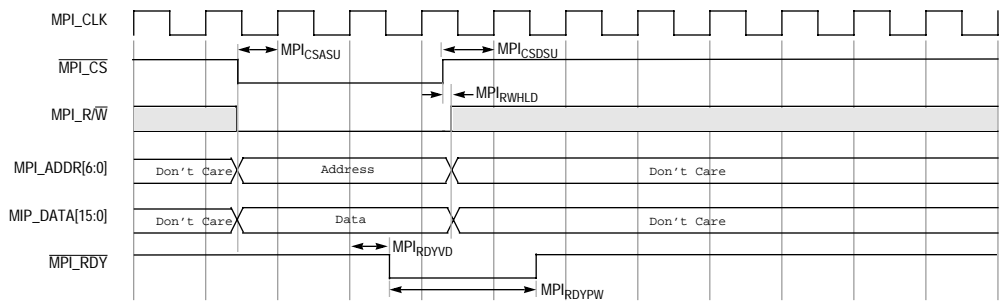 MPI_CLK
MPI_CSASU
MPI_CSDSU
MPI_CS
MPI_RWHLD
MPI_R/W
MPI_ADDR[6:0]
Don't Care
Address
Don't Care
MIP_DATA[15:0]
Don't Care
Data
Don't Care
MPI_RDYVD
MPI_RDY
MPI_RDYPW